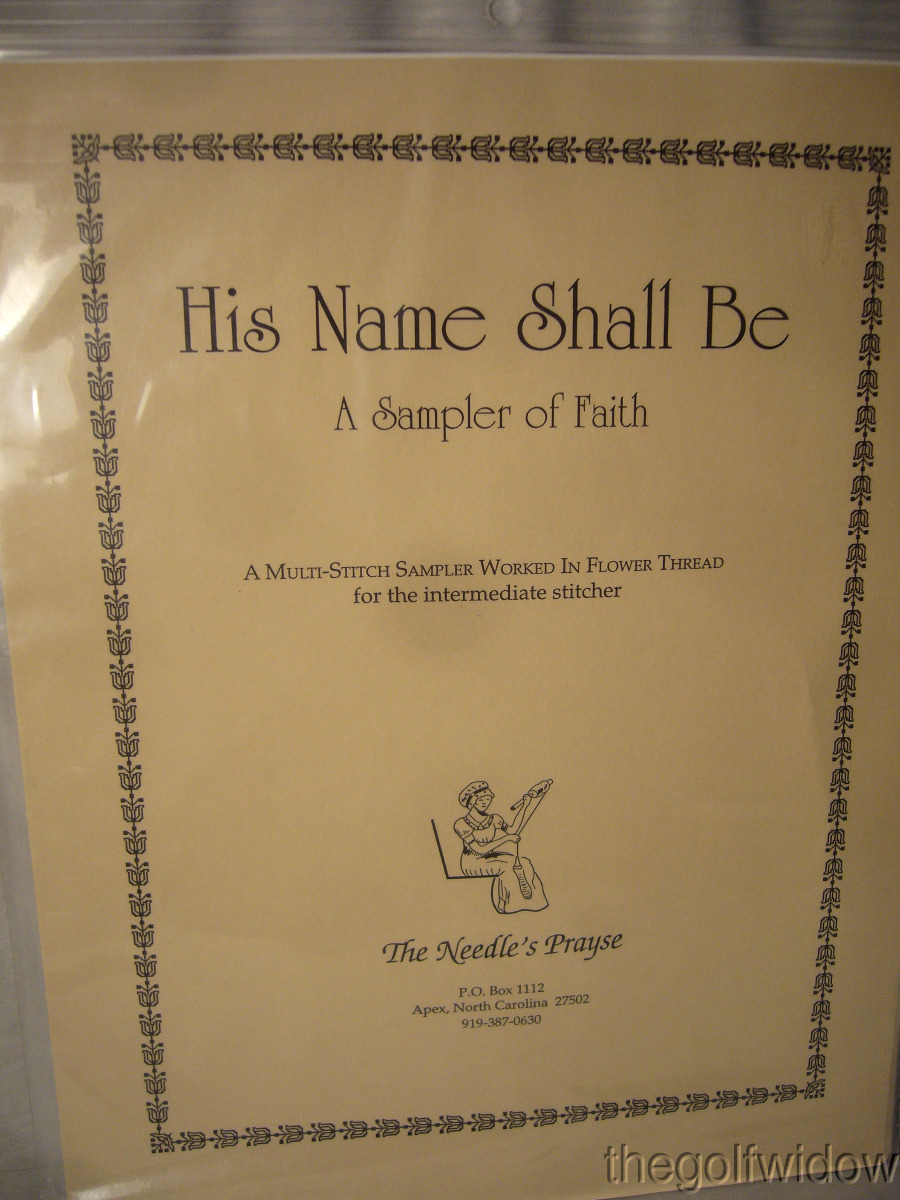 His Name Shall Be
A Sampler of Faith
A Multi-Stitch Sampler Worked In Flower Thread
for the intermediate stitcher
The Needle's Prayse
P.O. Box 1112
Apex, North Carolina 27502
919-387-0630
thegolfwidow